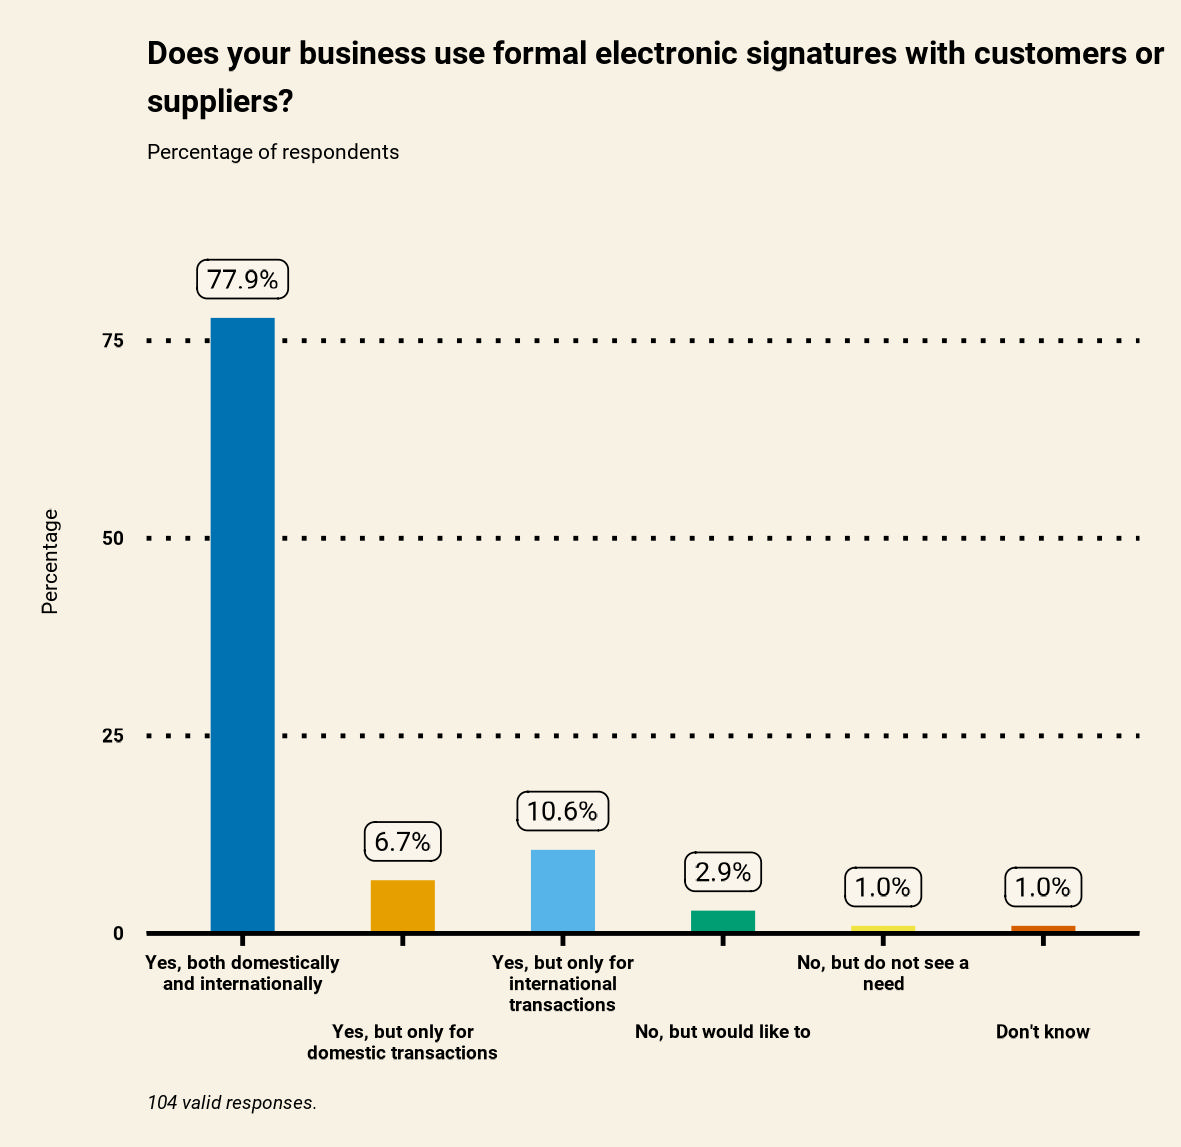 Does your business use formal electronic signatures with customers or
suppliers?
Percentage of respondents
77.9%
75
50
Percentage
25
10.6%
6.7%
2.9%
1.0%
1.0%
0
Yes, both domestically
and internationally
Yes, but only for
domestic transactions
Yes, but only for
international
transactions
No, but would like to
No, but do not see a
need
Don't know
104 valid responses.